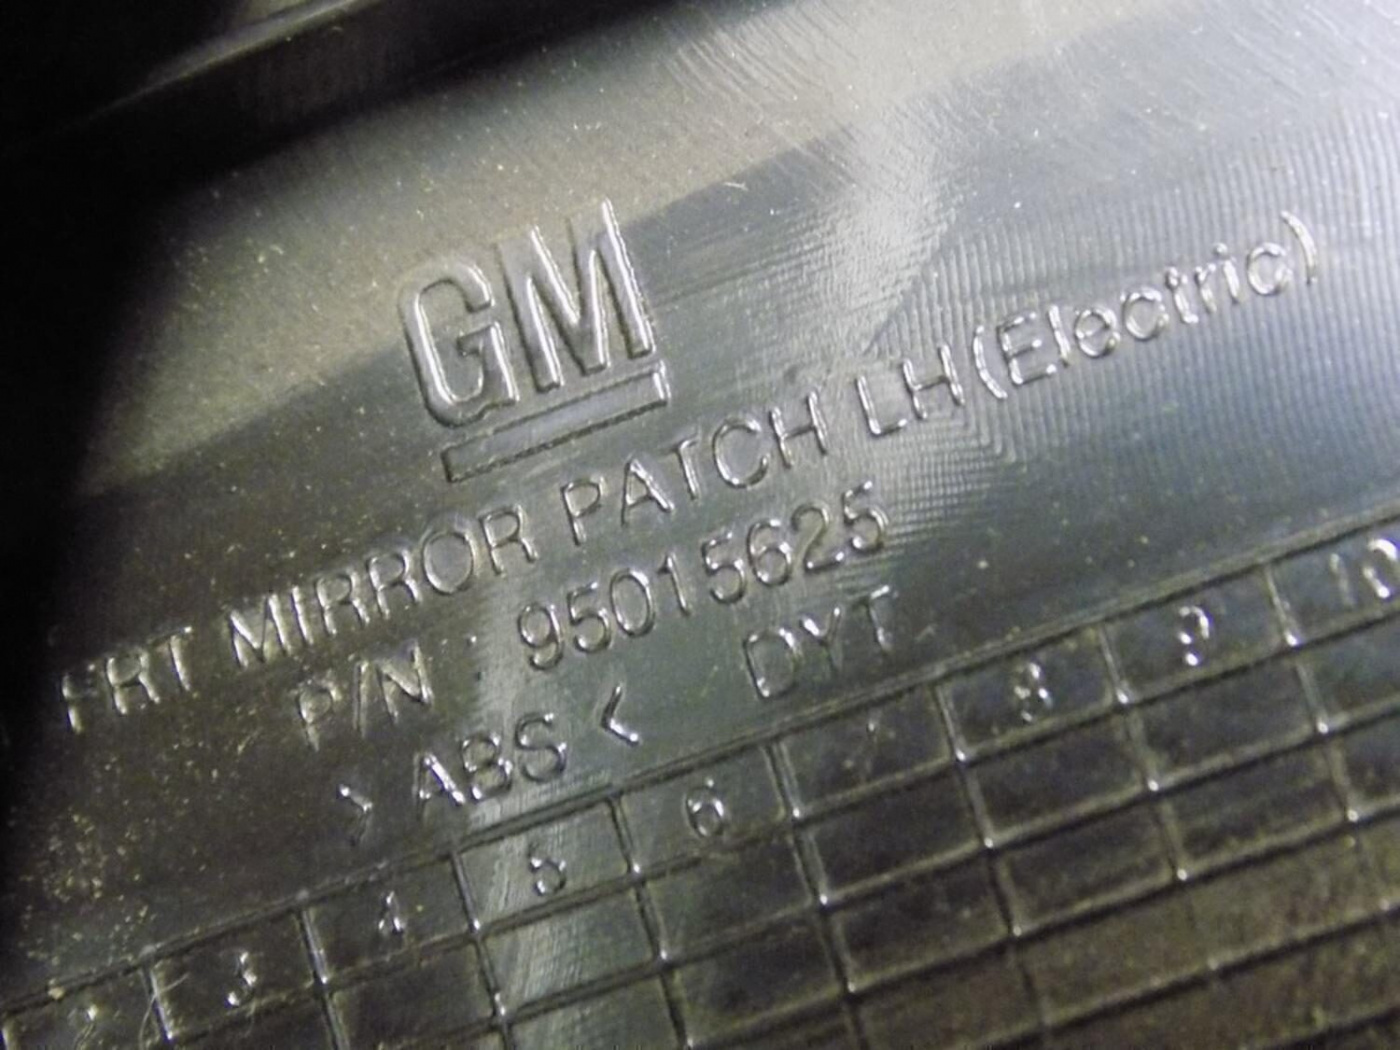 GM
FRT MIRROR PATCH LH (Electric)
P/N : 95015625
>ABS< DYT
2 3 4 5 6 7 8 9 10